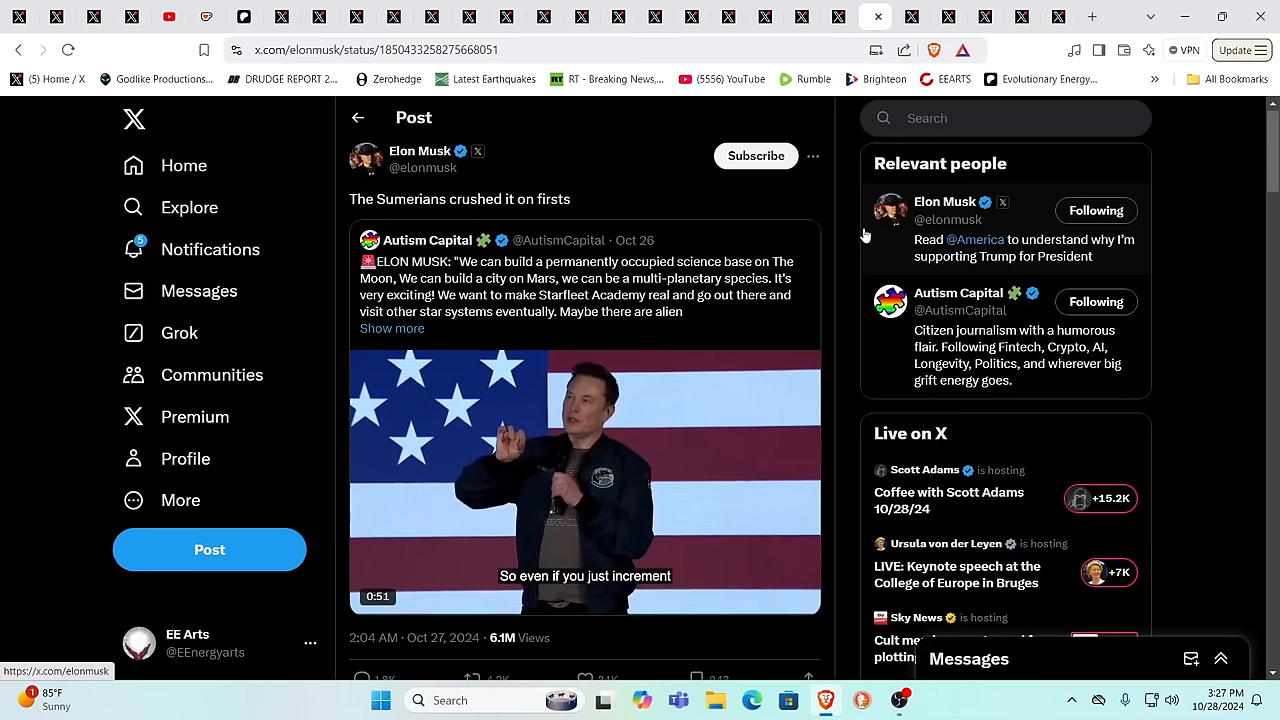 x.com/elonmusk/status/1850433258275668051
VPN
Update
(5) Home / X
Godlike Productions...
DRUDGE REPORT 2...
Zerohedge
Latest Earthquakes
RT - Breaking News,...
(5556) YouTube
Rumble
Brighteon
EEARTS
Evolutionary Energy...
»
All Bookmarks
Home
Explore
5
Notifications
Messages
Grok
Communities
Premium
Profile
More
Post
EE Arts
@EEnergyarts
https://x.com/elonmusk
Post
Elon Musk
@elonmusk
Subscribe
The Sumerians crushed it on firsts
Autism Capital @AutismCapital · Oct 26
ELON MUSK: "We can build a permanently occupied science base on The
Moon, We can build a city on Mars, we can be a multi-planetary species. It's
very exciting! We want to make Starfleet Academy real and go out there and
visit other star systems eventually. Maybe there are alien
Show more
So even if you just increment
0:51
2:04 AM · Oct 27, 2024 · 6.1M Views
Search
Relevant people
Elon Musk
@elonmusk
Following
Read @America to understand why I'm
supporting Trump for President
Autism Capital
@AutismCapital
Following
Citizen journalism with a humorous
flair. Following Fintech, Crypto, AI,
Longevity, Politics, and wherever big
grift energy goes.
Live on X
Scott Adams is hosting
Coffee with Scott Adams
10/28/24
+15.2K
Ursula von der Leyen is hosting
LIVE: Keynote speech at the
College of Europe in Bruges
+7K
Sky News is hosting
Messages
1
85°F
Sunny
Search
3:27 PM
10/28/2024